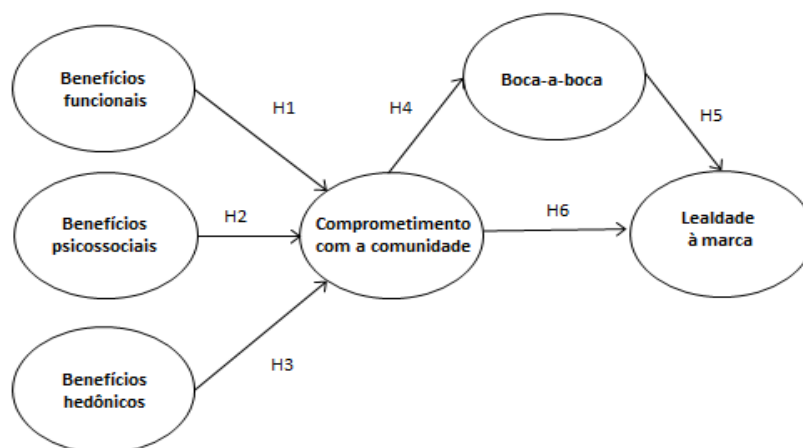 Benefícios
funcionais
H1
H4
Boca-a-boca
H5
Benefícios
psicossociais
H2
Comprometimento
com a comunidade
H6
Lealdade
à marca
H3
Benefícios
hedônicos